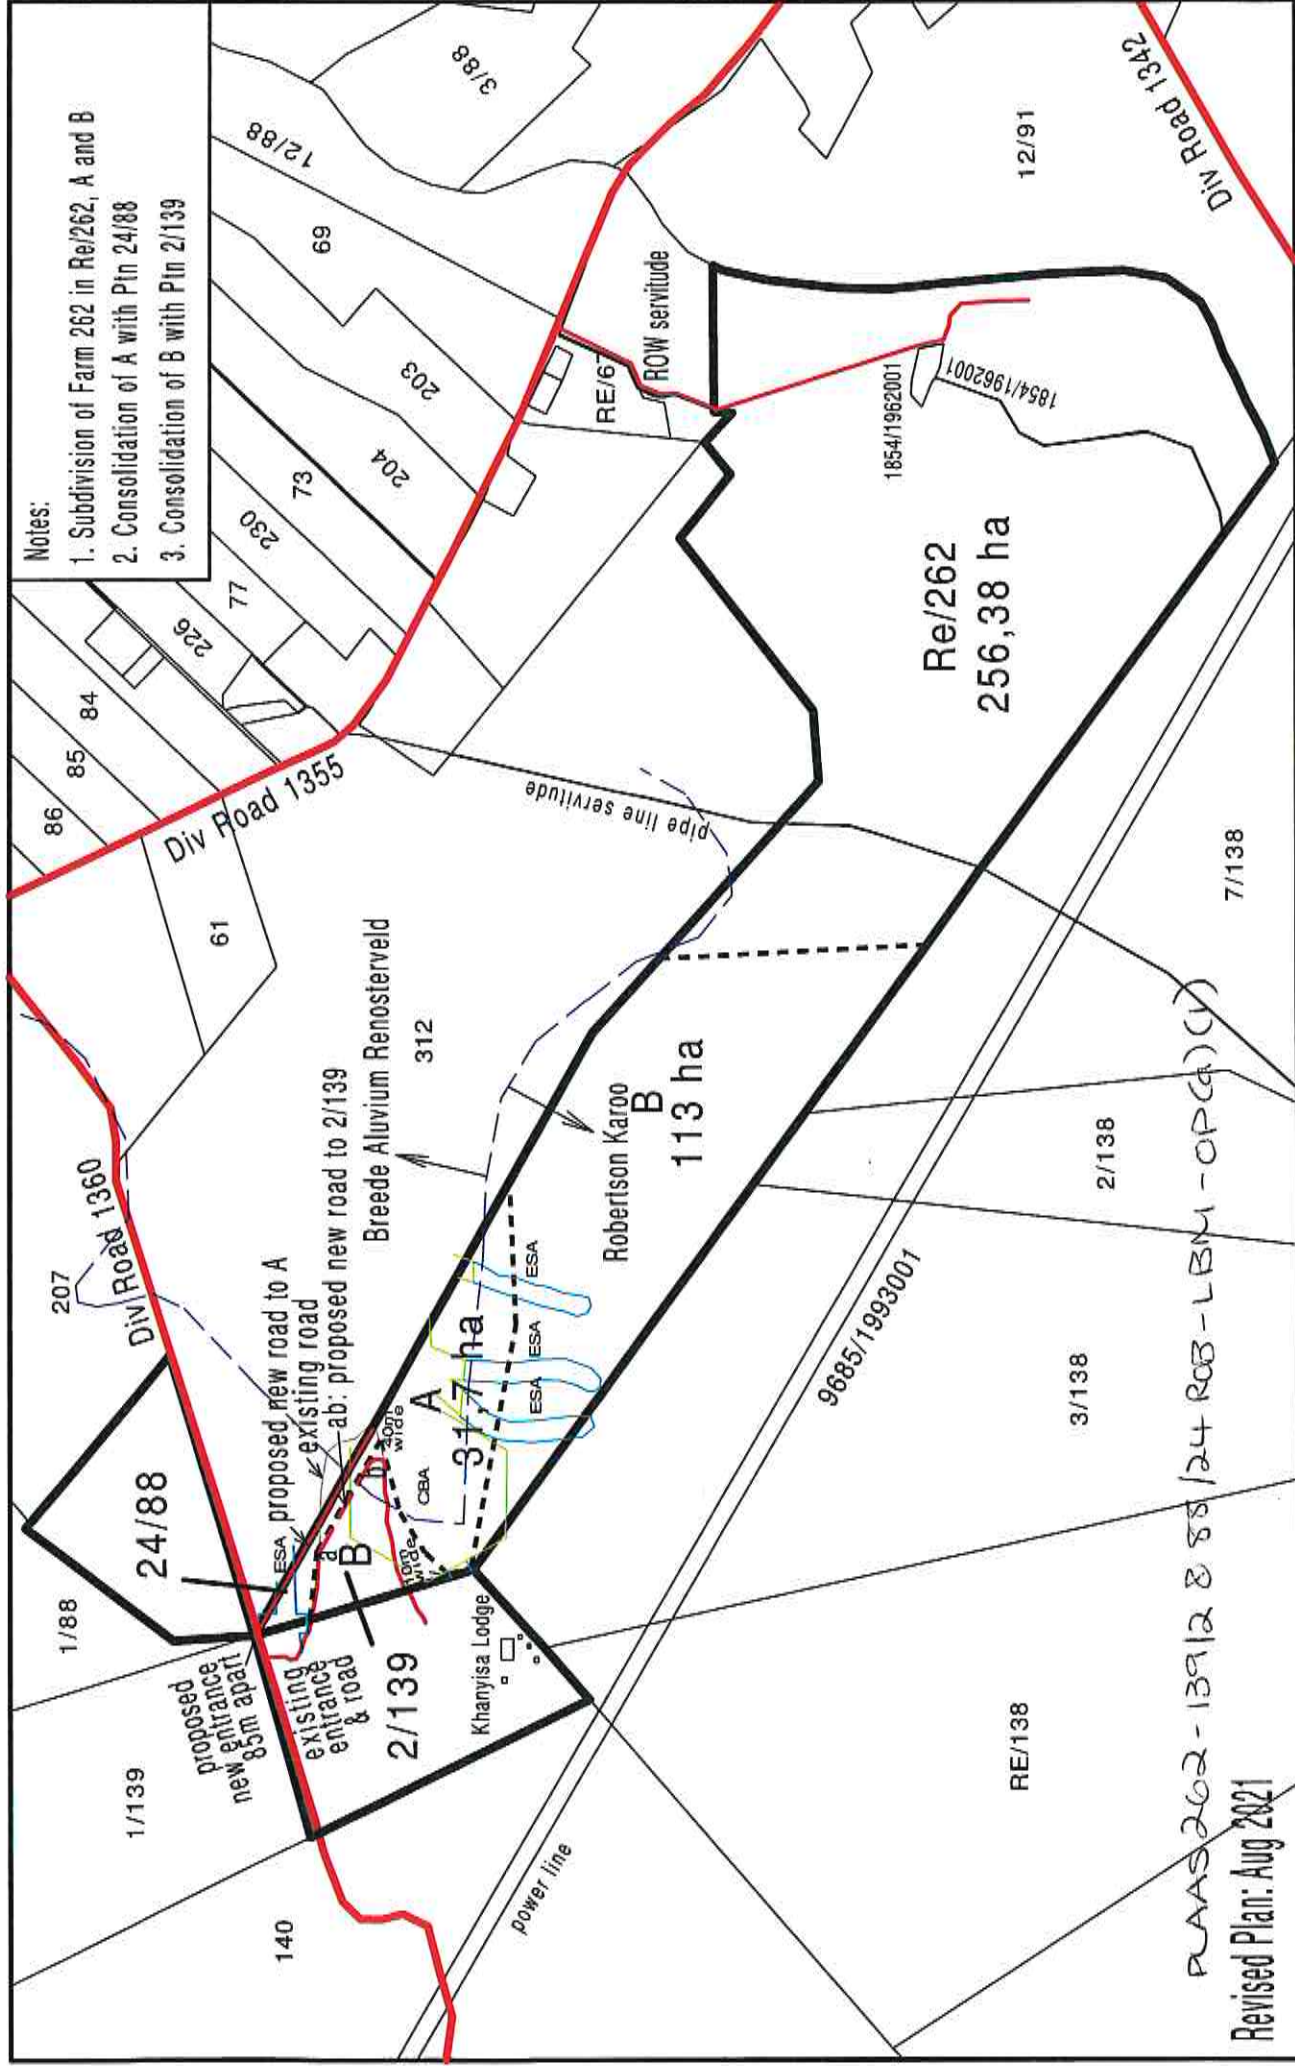 Notes:
1. Subdivision of Farm 262 in Re/262, A and B
2. Consolidation of A with Ptn 24/88
3. Consolidation of B with Ptn 2/139
3/88
12/88
69
203
204
73
230
77
226
84
85
86
61
Div Road 1355
Div Road 1342
12/91
ROW servitude
RE/6
1854/1962001
1854/1962001
Re/262
256,38 ha
pipe line servitude
7/138
312
Breede Aluvium Renosterveld
Robertson Karoo
B
113 ha
207
Div Road 1360
proposed new road to A
existing road
ab: proposed new road to 2/139
ESA
ESA
ESA
ESA
A
31,7 ha
CBA
40m
wide
10m
wide
a
b
B
24/88
1/88
proposed
new entrance
85m apart
existing
entrance
& road
2/139
Khanyisa Lodge
1/139
140
power line
9685/1993001
2/138
3/138
RE/138
PLAAS 262-139/2 & 88/24 ROB-LBM-OP(a)(v)
Revised Plan: Aug 2021